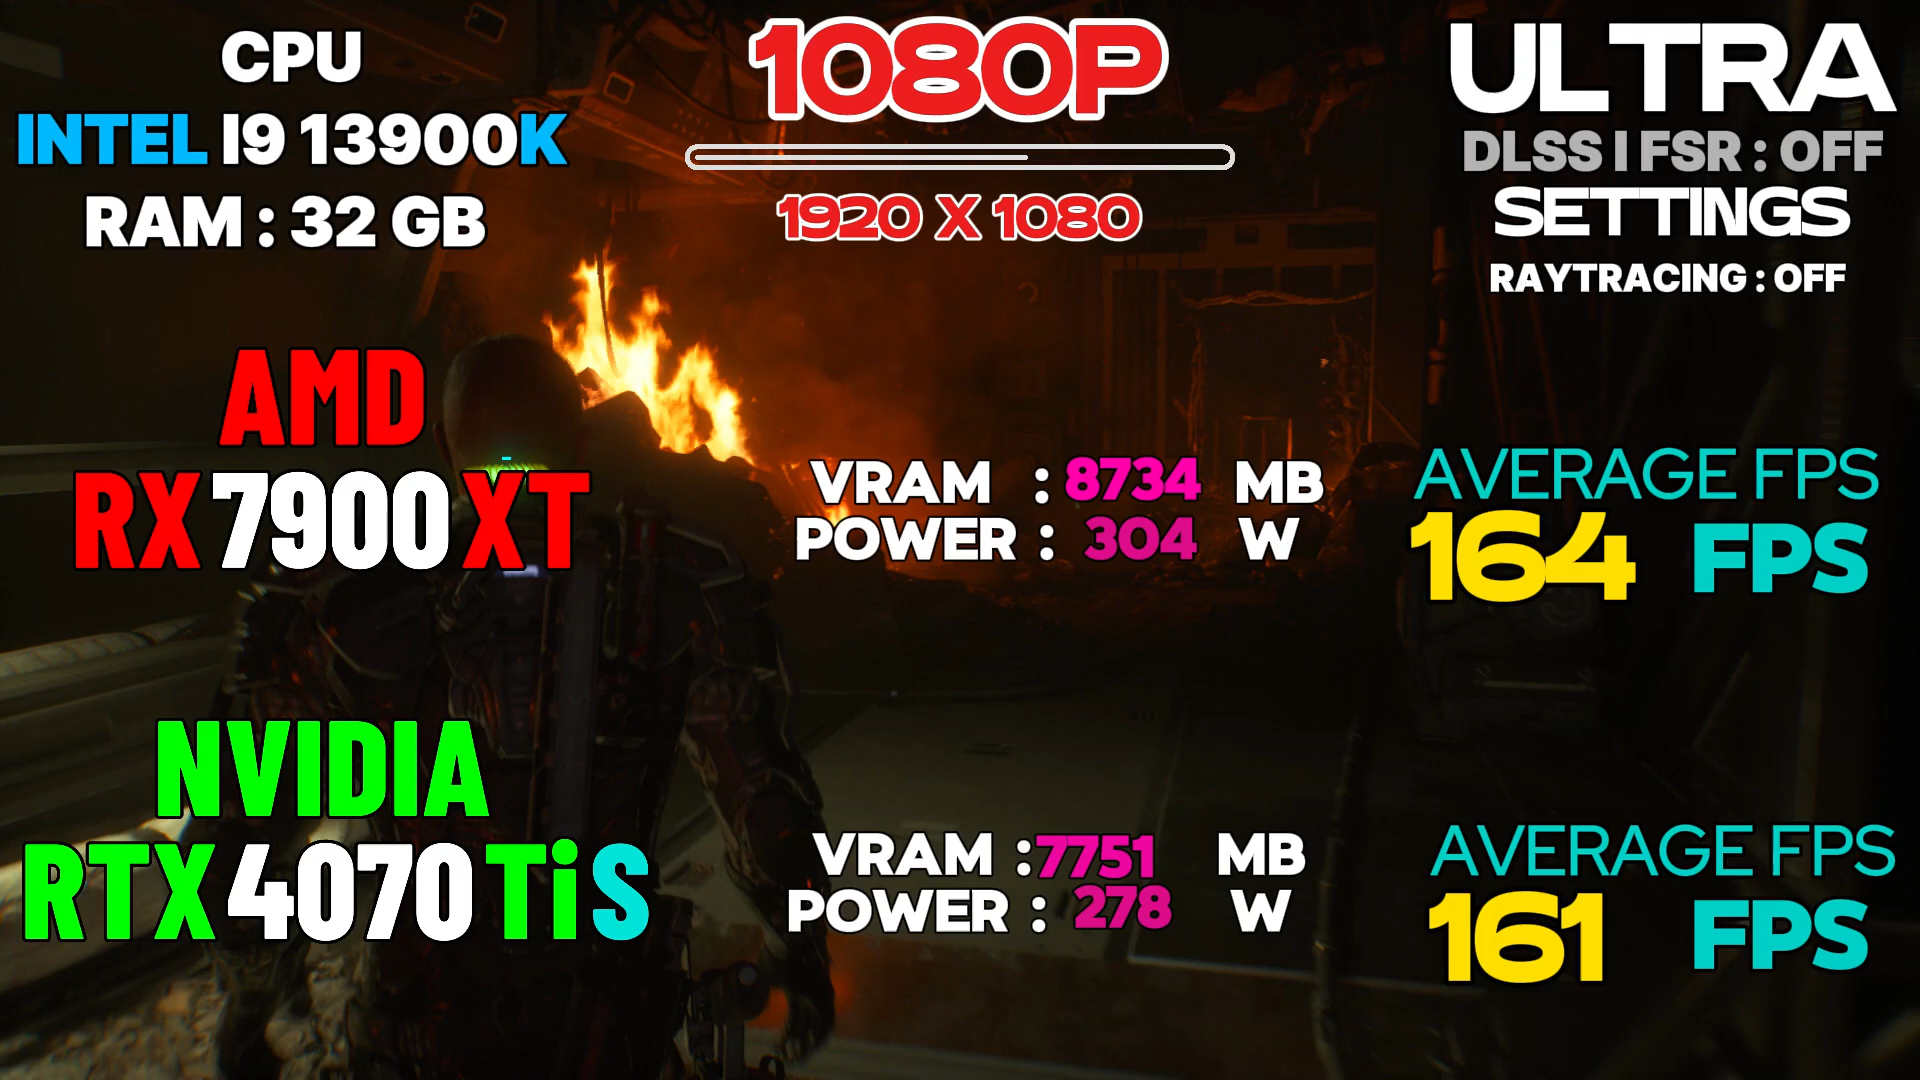 CPU
INTEL I9 13900K
RAM : 32 GB
1080P
1920 X 1080
ULTRA
DLSS I FSR : OFF
SETTINGS
RAYTRACING : OFF
AMD
RX 7900 XT
VRAM : 8734 MB
POWER : 304 W
AVERAGE FPS
164 FPS
NVIDIA
RTX 4070 TiS
VRAM : 7751 MB
POWER : 278 W
AVERAGE FPS
161 FPS